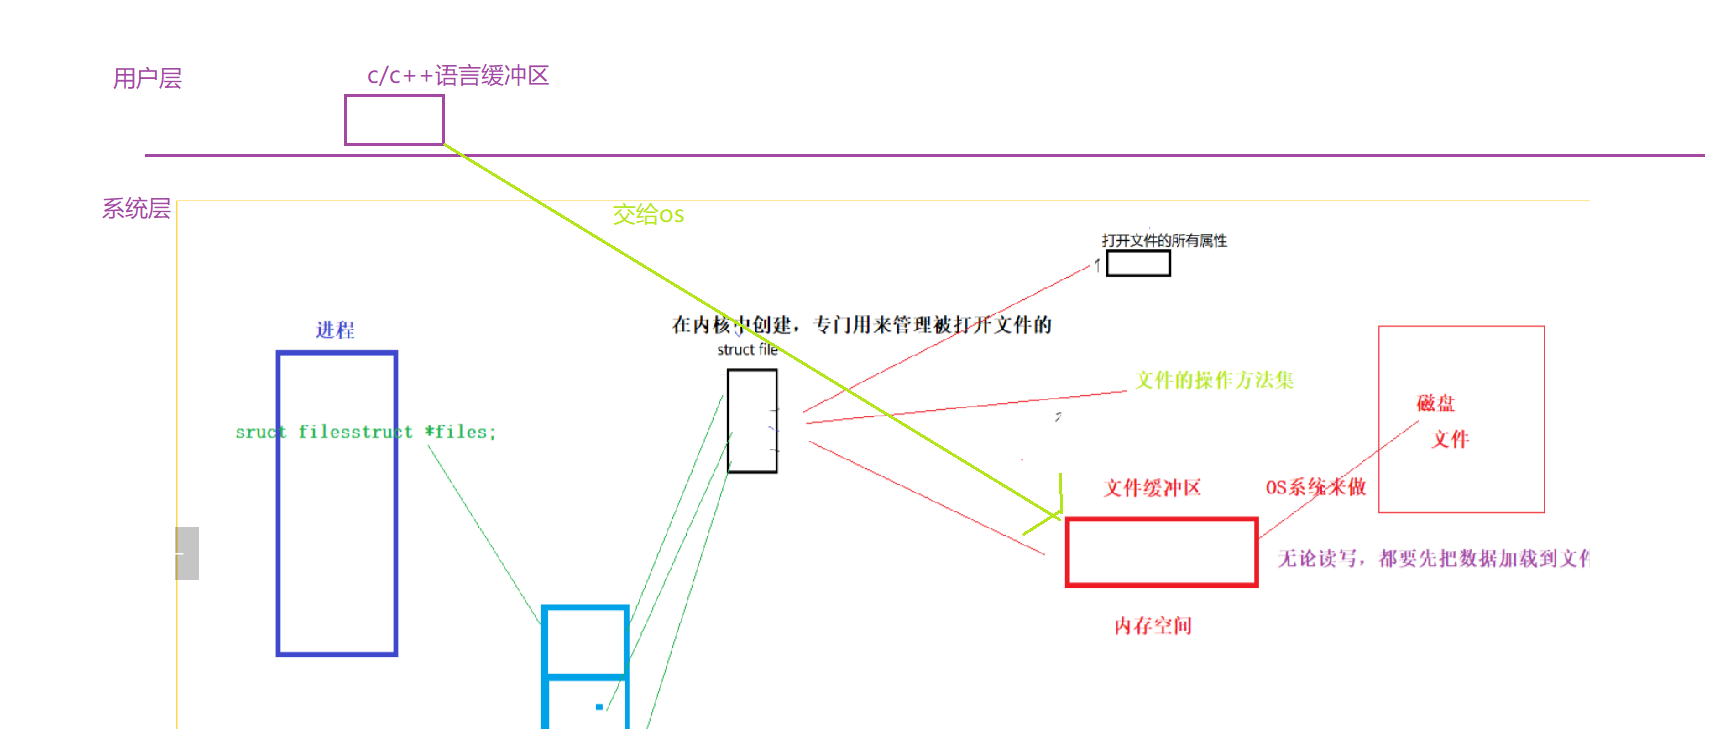 c/c++语言缓冲区
用户层
系统层
交给os
打开文件的所有属性
1
在内核中创建，专门用来管理被打开文件的
进程
struct file
文件的操作方法集
磁盘
文件
2
sruct filesstruct *files;
文件缓冲区
OS系统来做
无论读写，都要先把数据加载到文件
内存空间